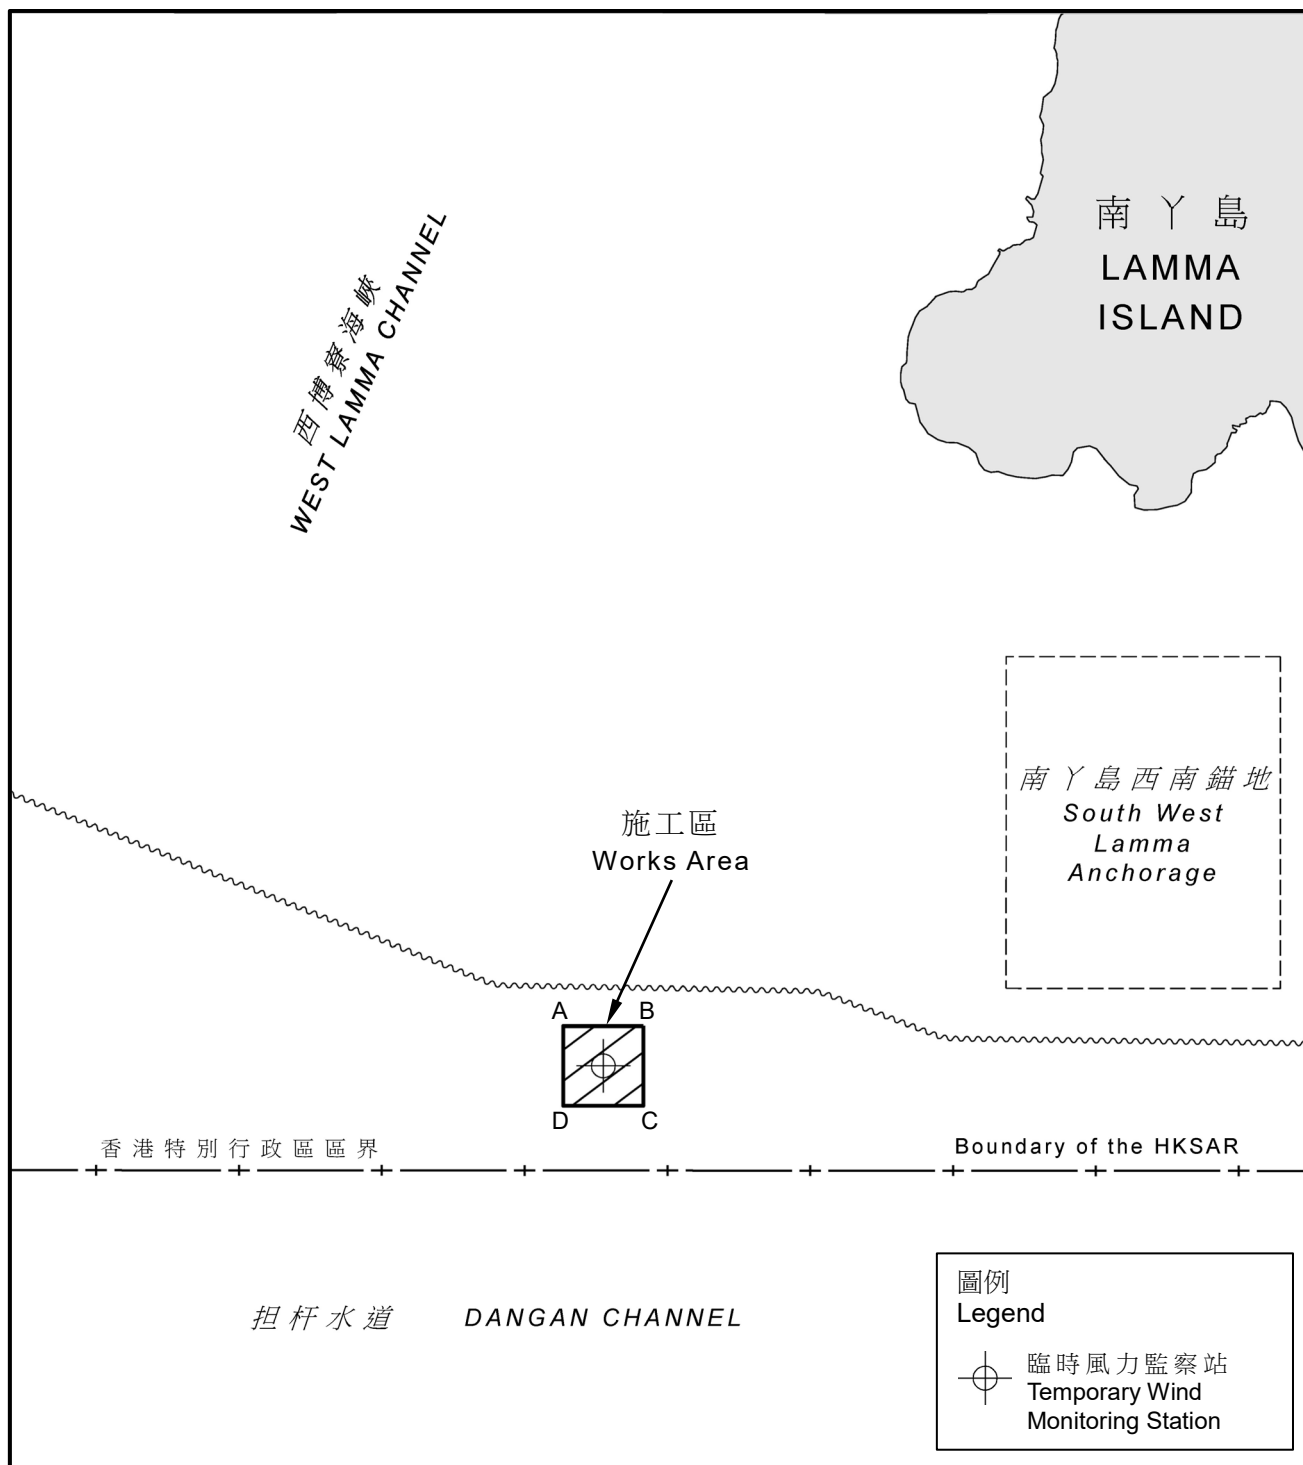 南丫島
LAMMA
ISLAND
西博寮海峽
WEST LAMMA CHANNEL
南丫島西南錨地
South West
Lamma
Anchorage
施工區
Works Area
A
B
D
C
香港特別行政區區界
Boundary of the HKSAR
担杆水道
DANGAN CHANNEL
圖例
Legend
臨時風力監察站
Temporary Wind
Monitoring Station